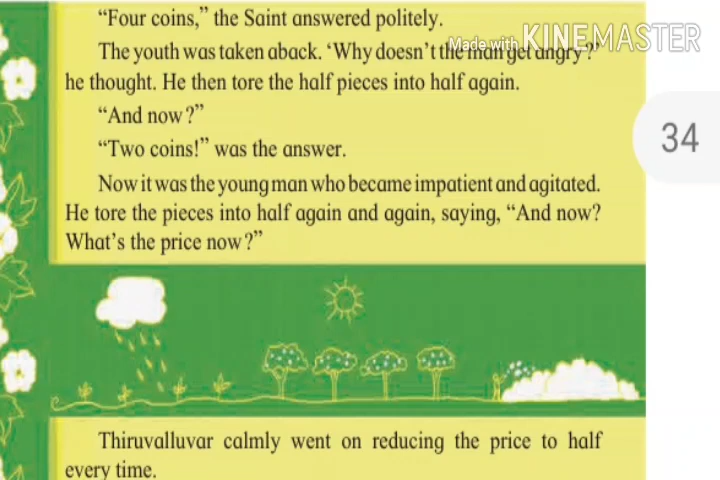 “Four coins,” the Saint answered politely.
The youth was taken aback. ‘Why doesn’t the man get angry?’
Made with KINEMASTER
he thought. He then tore the half pieces into half again.
“And now?”
34
“Two coins!” was the answer.
Now it was the young man who became impatient and agitated.
He tore the pieces into half again and again, saying, “And now?
What’s the price now?”
Thiruvalluvar calmly went on reducing the price to half
every time.